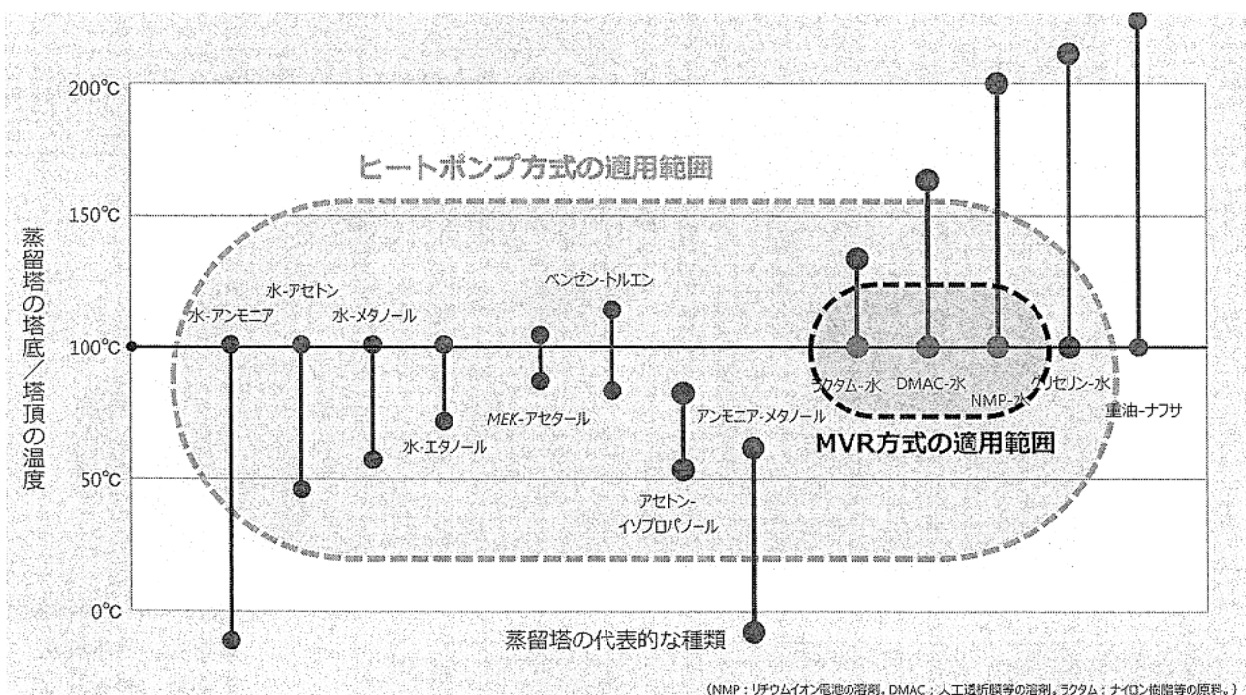 200℃
ヒートポンプ方式の適用範囲
150℃
蒸留塔の塔底／塔頂の温度
ベンゼン-トルエン
水-アセトン
水-アンモニア
水-メタノール
100℃
ラクタム-水
DMAC-水
NMP-水
グリセリン-水
重油-ナフサ
MEK-アセタール
アンモニア-メタノール
水-エタノール
MVR方式の適用範囲
50℃
アセトン-
イソプロパノール
0℃
蒸留塔の代表的な種類
（NMP：リチウムイオン電池の溶剤。DMAC：人工透析膜等の溶剤。ラクタム：ナイロン樹脂等の原料。）